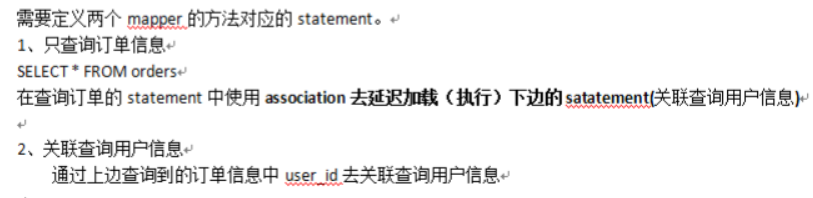 需要定义两个 mapper 的方法对应的 statement。
1、只查询订单信息
SELECT * FROM orders
在查询订单的 statement 中使用 association 去延迟加载（执行）下边的 satatement(关联查询用户信息)
2、关联查询用户信息
通过上边查询到的订单信息中 user_id 去关联查询用户信息